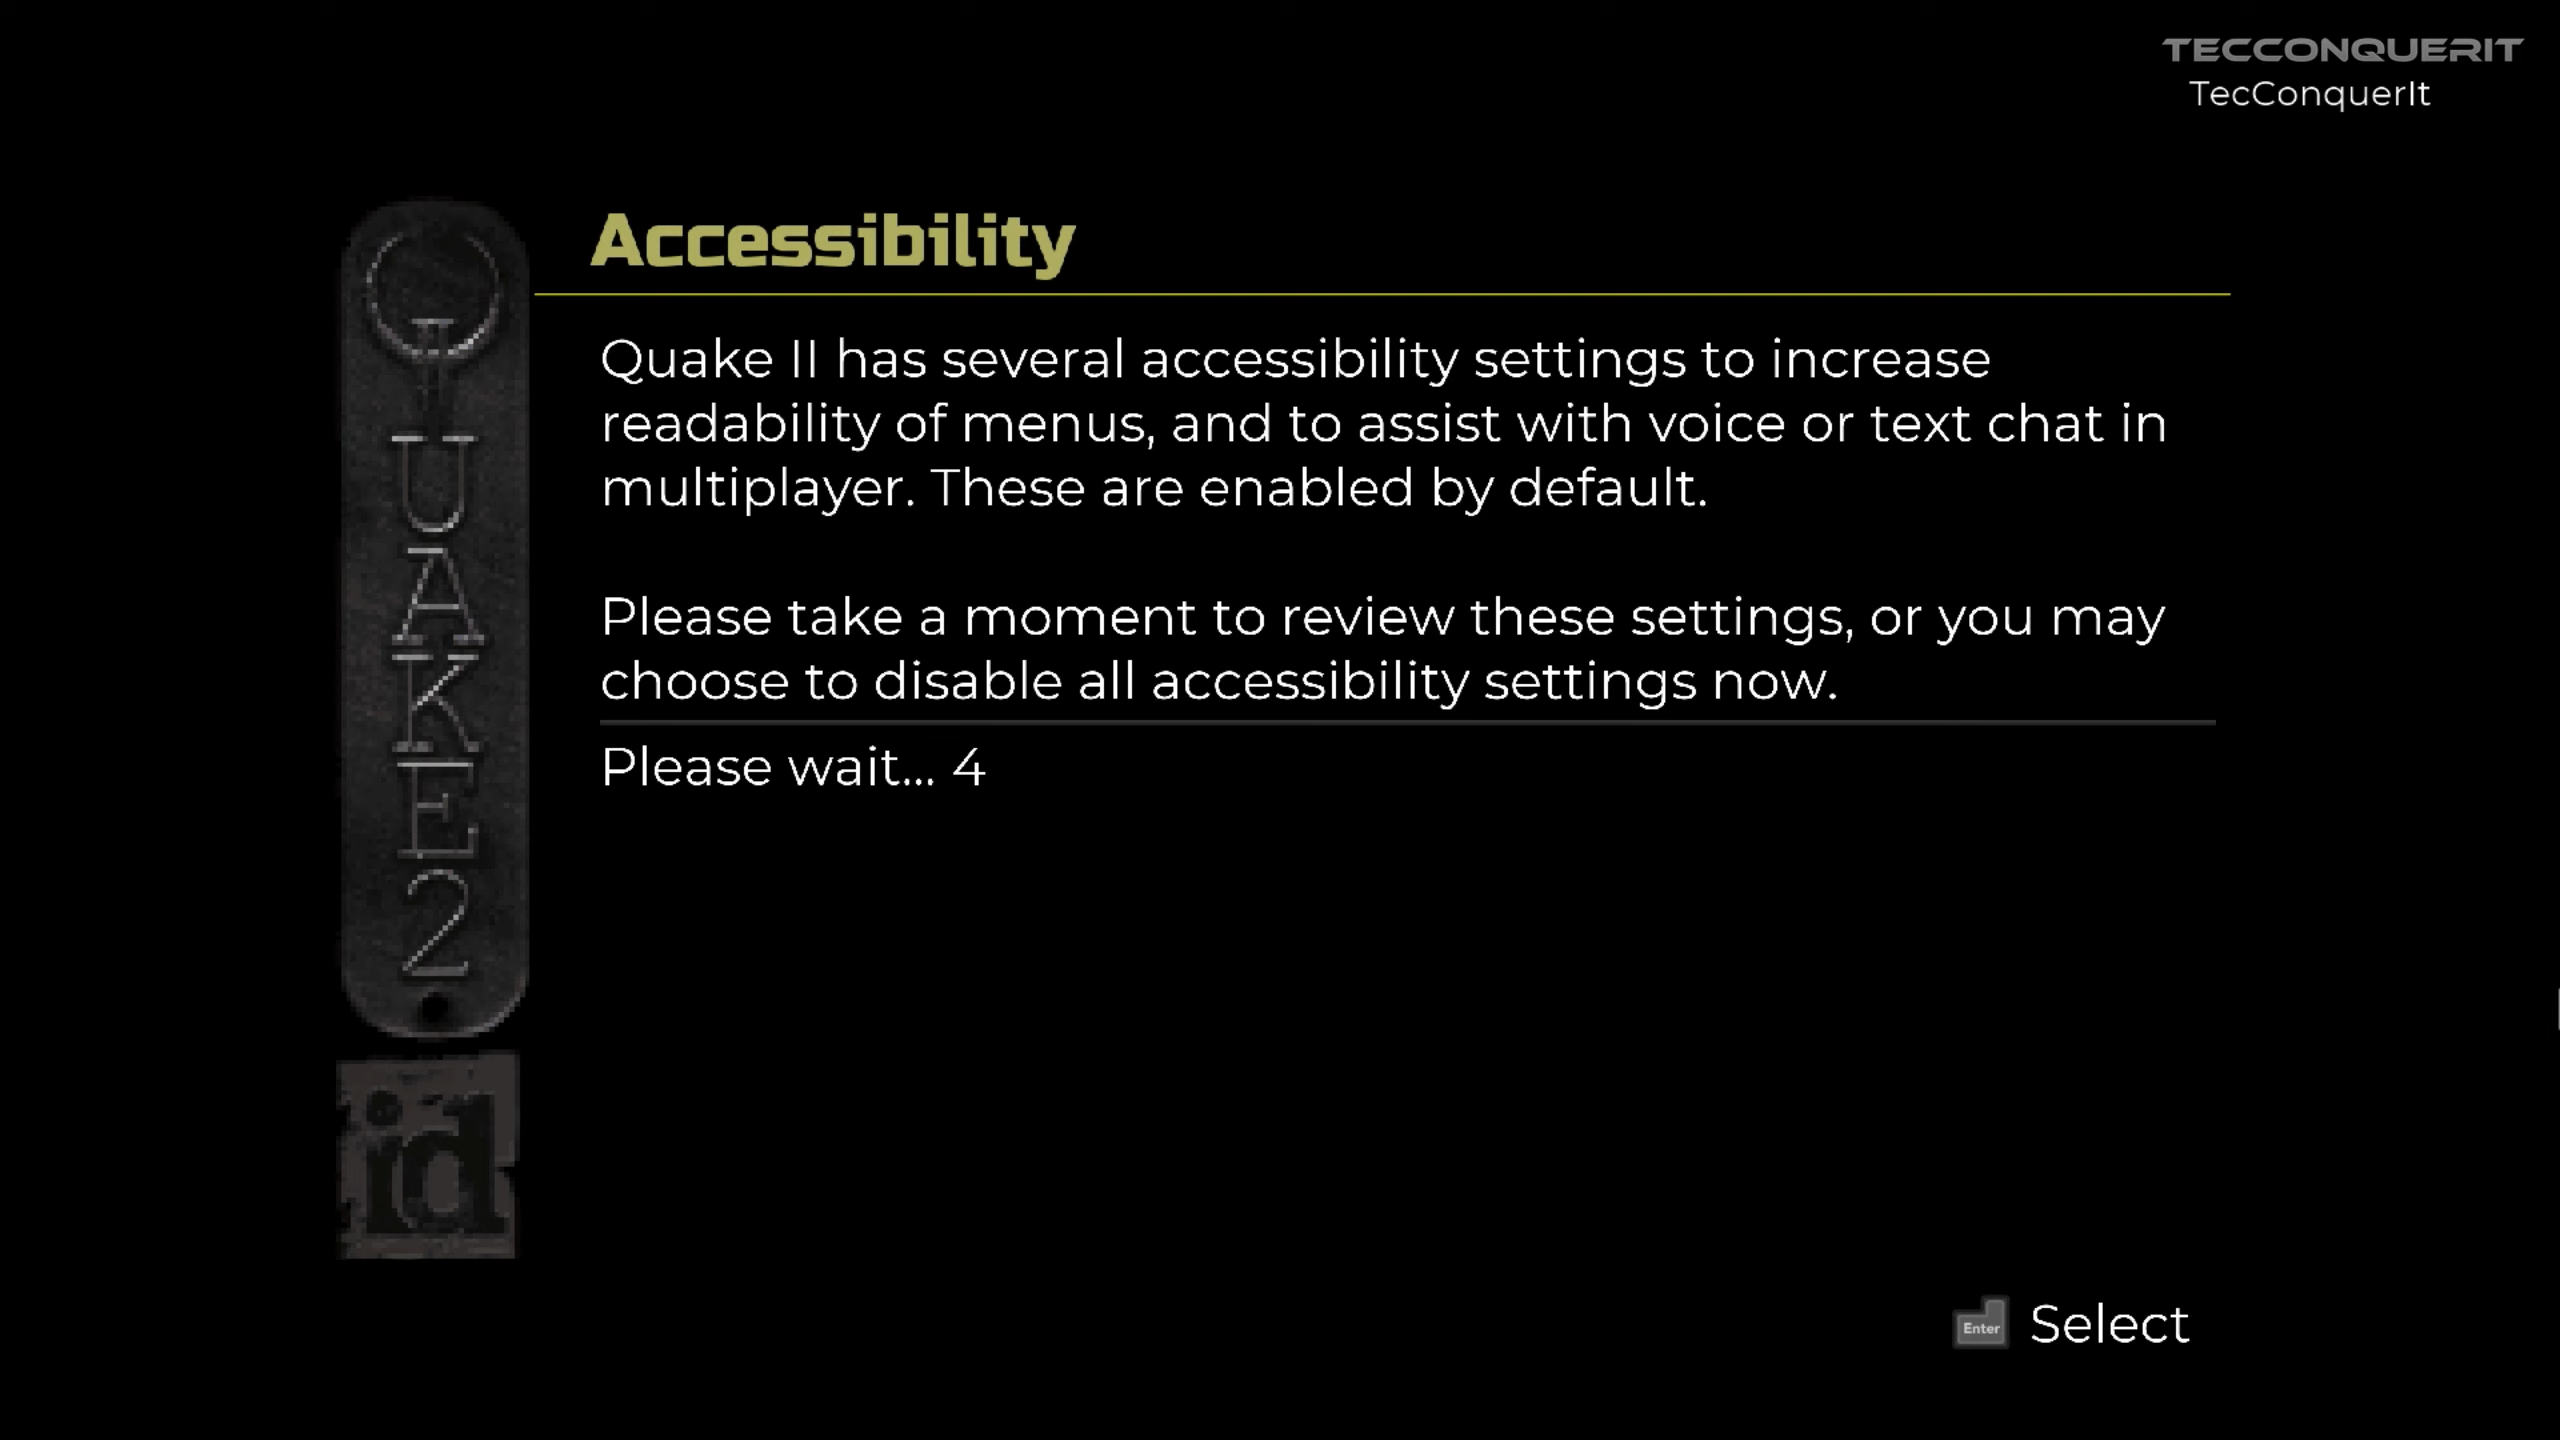 TECCONQUERIT
TecConquerIt
Accessibility
QUAKE2
Quake II has several accessibility settings to increase
readability of menus, and to assist with voice or text chat in
multiplayer. These are enabled by default.
Please take a moment to review these settings, or you may
choose to disable all accessibility settings now.
Please wait... 4
id
Enter Select